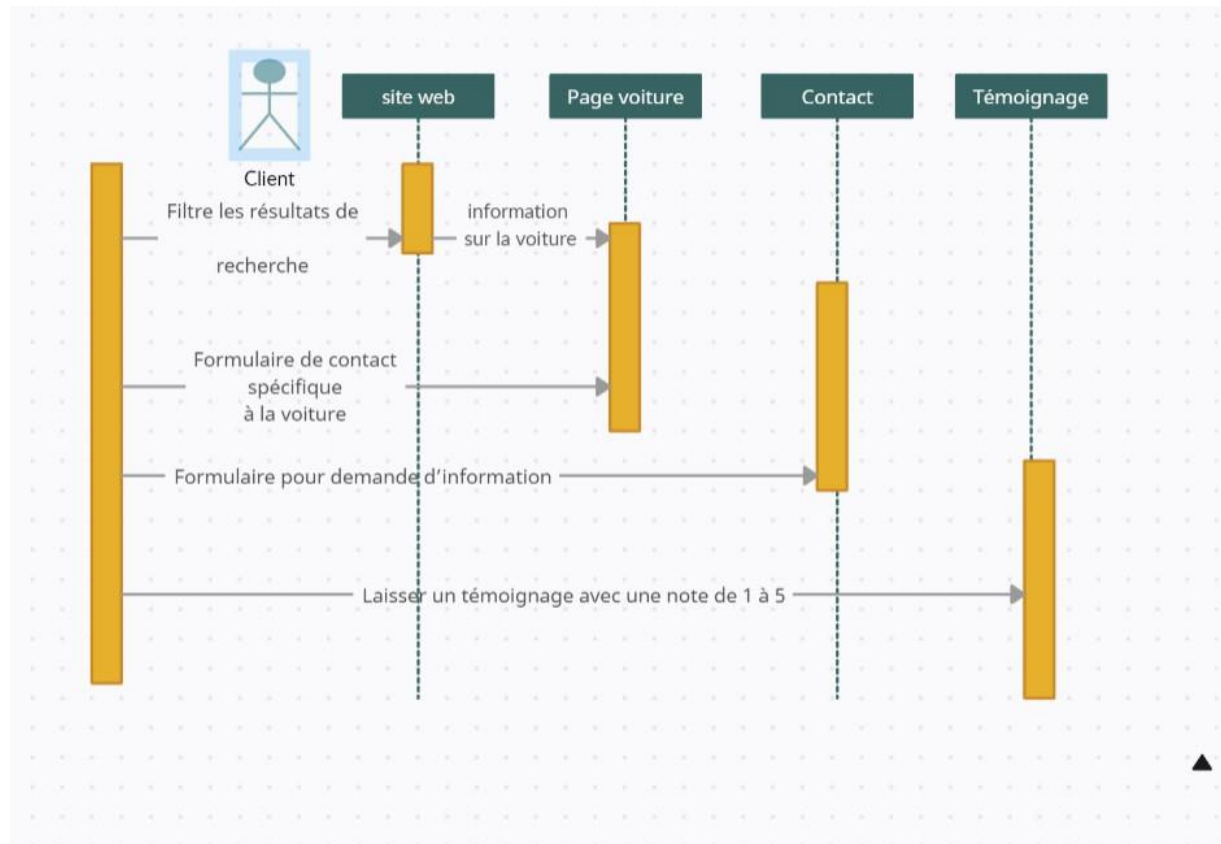 site web
Page voiture
Contact
Témoignage
Client
Filtre les résultats de
recherche
information
sur la voiture
Formulaire de contact
spécifique
à la voiture
Formulaire pour demande d’information
Laisser un témoignage avec une note de 1 à 5